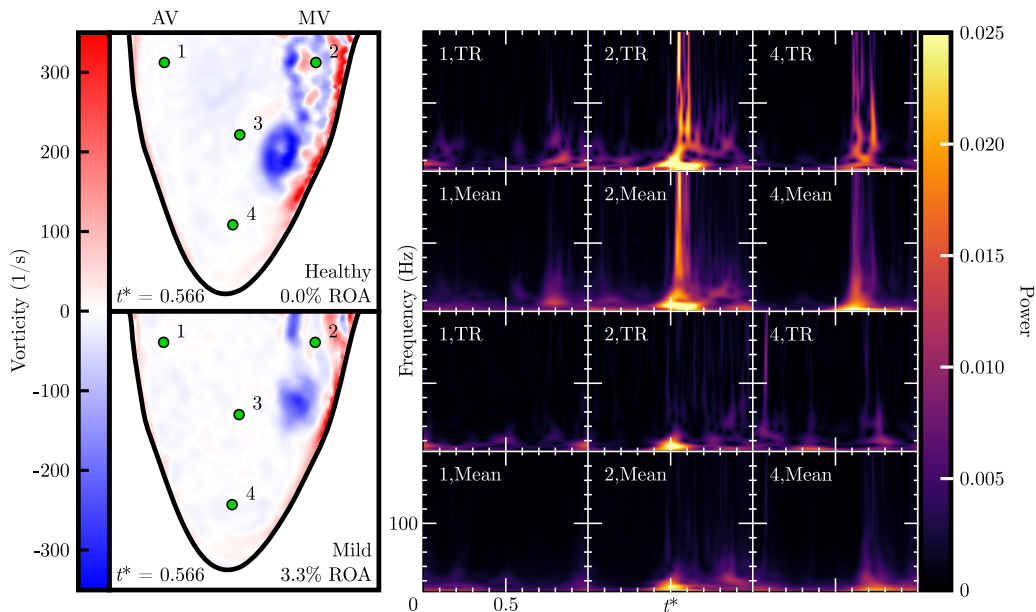 AV MV
300
200
100
0
-100
-200
-300
Vorticity (1/s)
1
2
3
4
Healthy
t* = 0.566 0.0% ROA
1
2
3
4
Mild
t* = 0.566 3.3% ROA
1,TR 2,TR 4,TR
1,Mean 2,Mean 4,Mean
1,TR 2,TR 4,TR
1,Mean 2,Mean 4,Mean
Frequency (Hz)
100
0 0.5 t*
0.025
0.020
0.015
0.010
0.005
0
Power